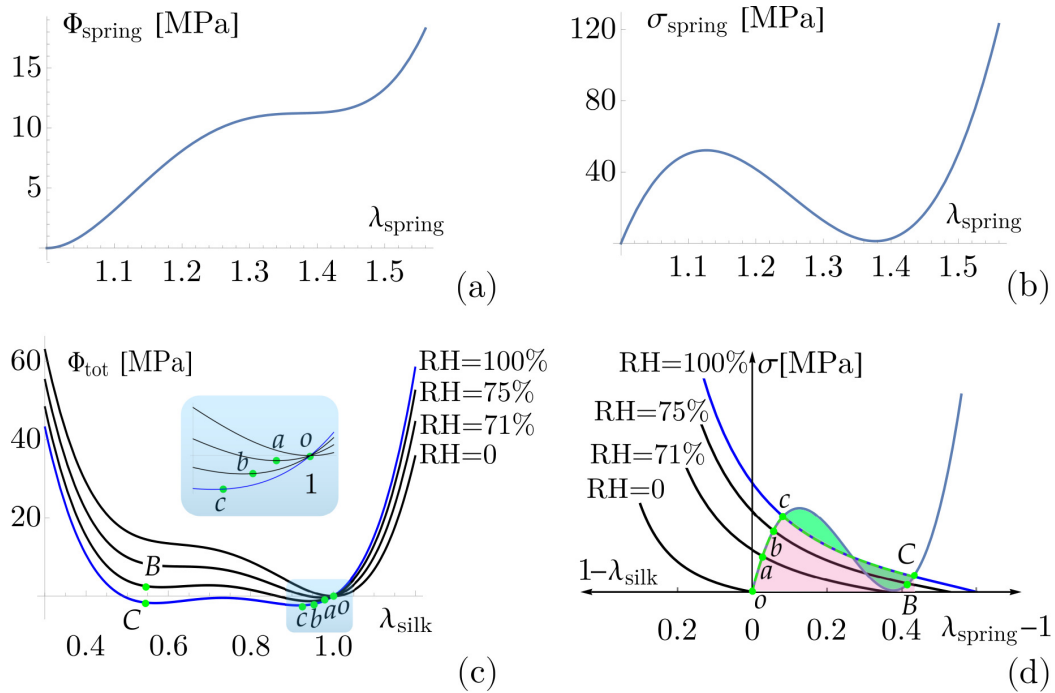 Φspring [MPa]
15
10
5
λspring
1.1 1.2 1.3 1.4 1.5
(a)
120
σspring [MPa]
80
40
λspring
1.1 1.2 1.3 1.4 1.5
(b)
60
Φtot [MPa]
RH=100%
RH=75%
RH=71%
RH=0
40
20
a o
b
1
c
B
C
c b a o
λsilk
0.4 0.6 0.8 1.0
(c)
RH=100%
σ[MPa]
RH=75%
RH=71%
RH=0
c
b
a
C
1−λsilk
o
B
0.2 0 0.2 0.4 λspring−1
(d)